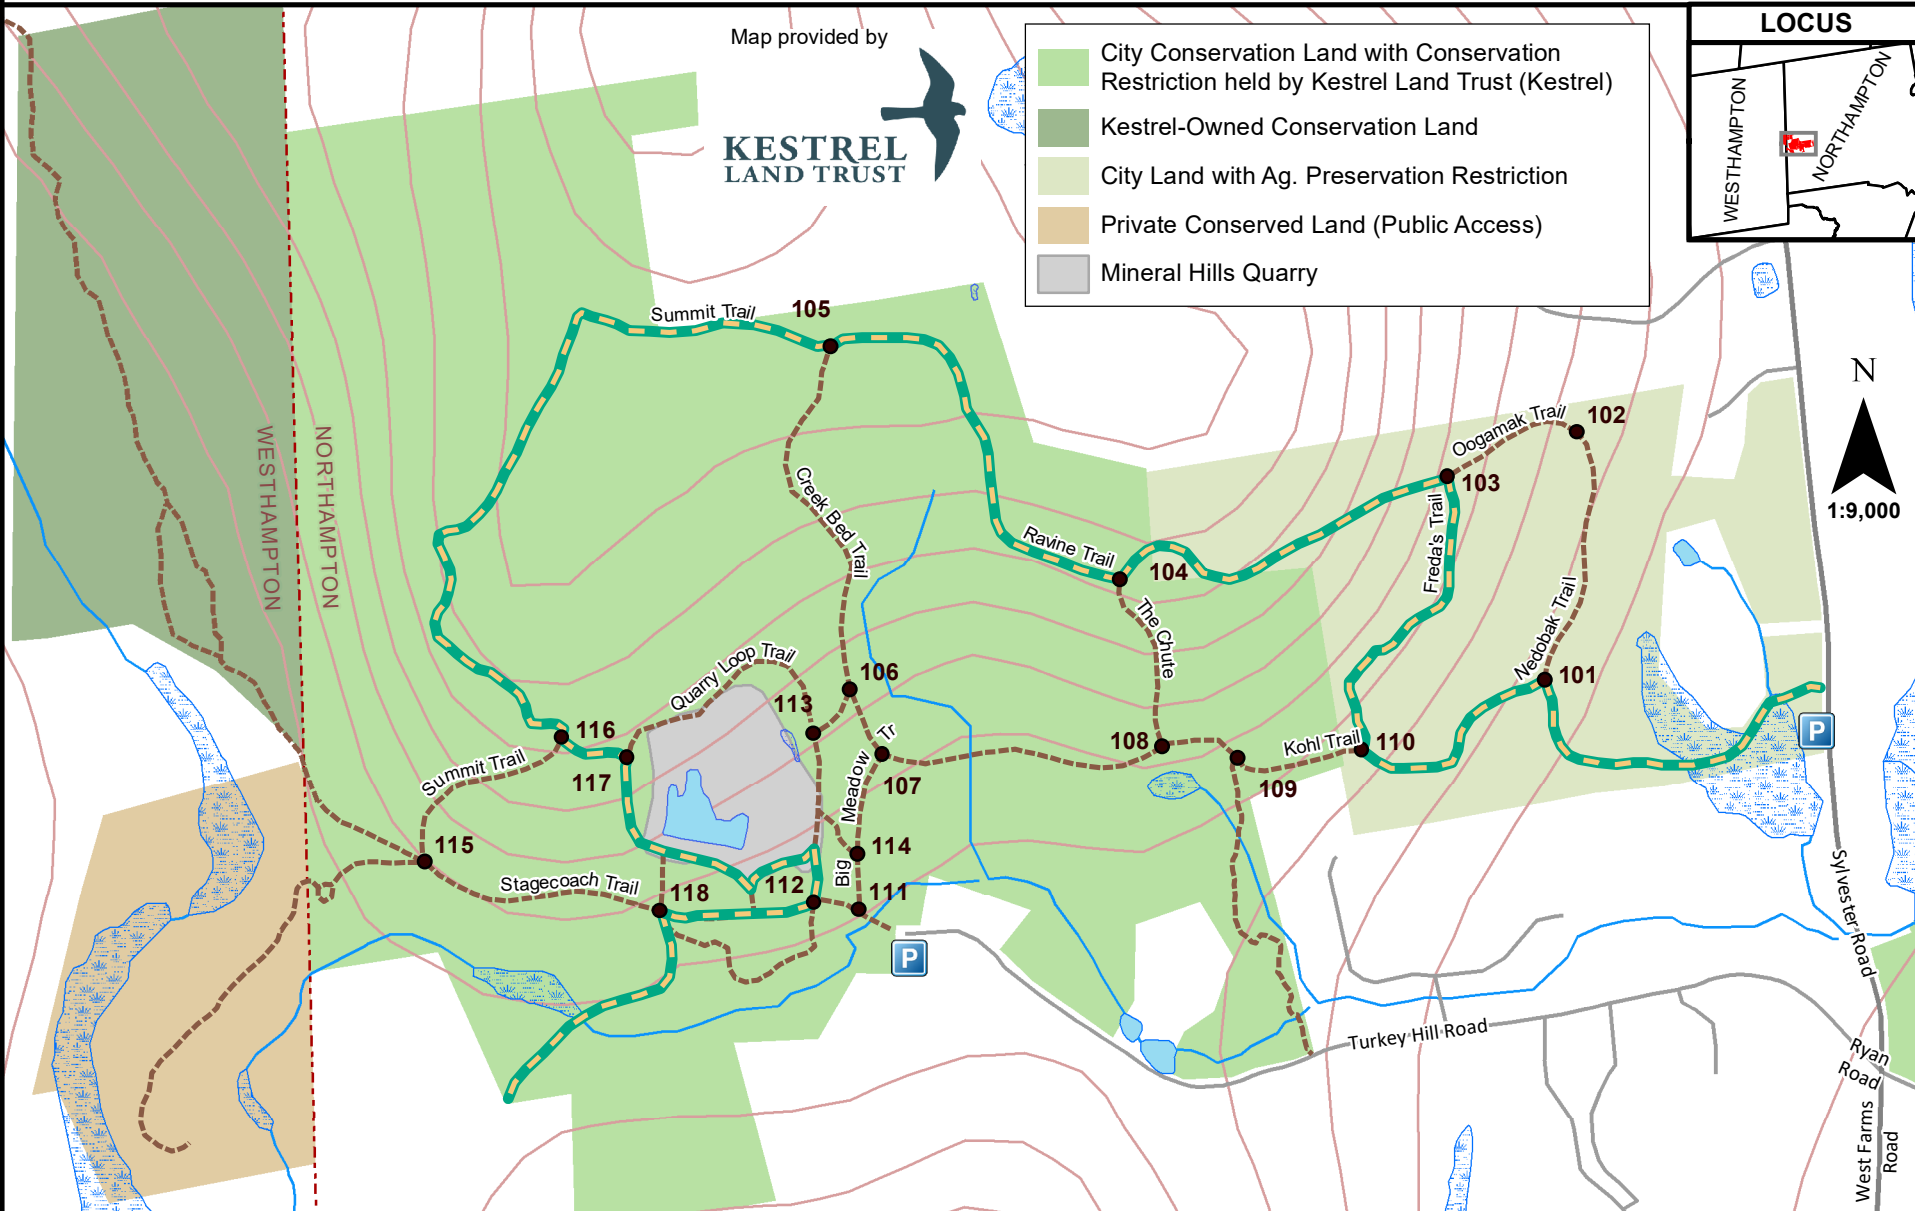 Map provided by
KESTREL
LAND TRUST
City Conservation Land with Conservation
Restriction held by Kestrel Land Trust (Kestrel)
Kestrel-Owned Conservation Land
City Land with Ag. Preservation Restriction
Private Conserved Land (Public Access)
Mineral Hills Quarry
LOCUS
WESTHAMPTON
NORTHAMPTON
N
1:9,000
WESTHAMPTON
NORTHAMPTON
Summit Trail
105
Creek Bed Trail
Ravine Trail
104
The Chute
Oogamak Trail
102
103
Freda's Trail
Nedobak Trail
101
Quarry Loop Trail
106
113
116
117
Summit Trail
Big Meadow Tr
107
108
Kohl Trail
110
109
P
115
Stagecoach Trail
118
112
114
111
P
Turkey Hill Road
Sylvester Road
Ryan
Road
West Farms
Road